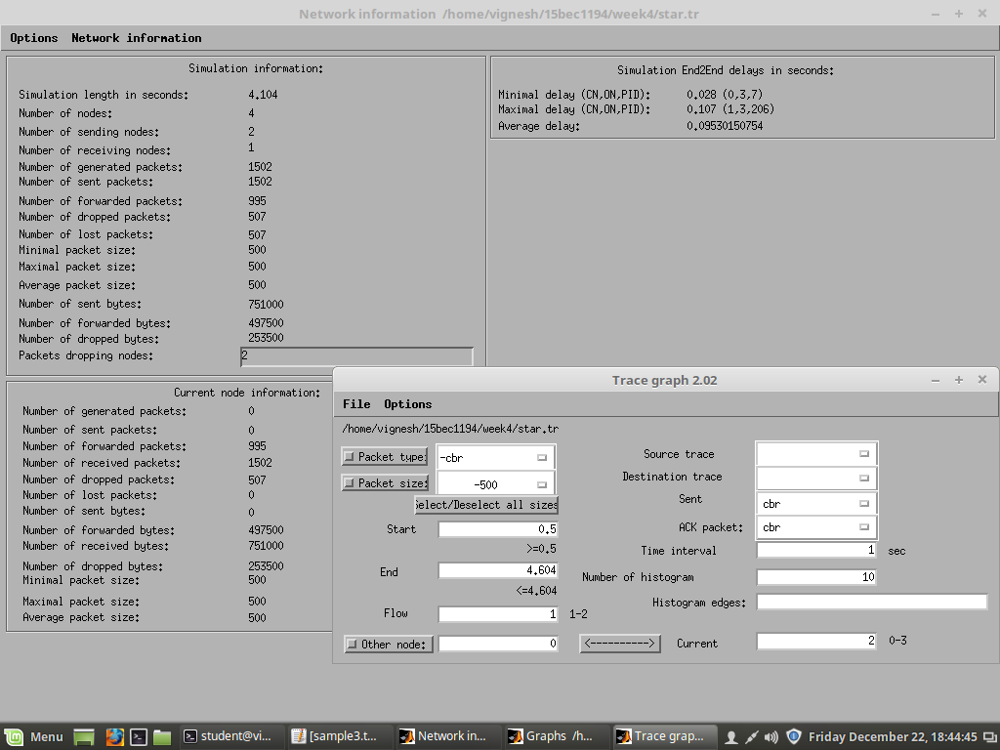 Network information /home/vignesh/15bec1194/week4/star.tr
Options Network information
Simulation information:
Simulation length in seconds: 4.104
Number of nodes: 4
Number of sending nodes: 2
Number of receiving nodes: 1
Number of generated packets: 1502
Number of sent packets: 1502
Number of forwarded packets: 995
Number of dropped packets: 507
Number of lost packets: 507
Minimal packet size: 500
Maximal packet size: 500
Average packet size: 500
Number of sent bytes: 751000
Number of forwarded bytes: 497500
Number of dropped bytes: 253500
Packets dropping nodes: 2
Simulation End2End delays in seconds:
Minimal delay (CN,ON,PID): 0.028 (0,3,7)
Maximal delay (CN,ON,PID): 0.107 (1,3,206)
Average delay: 0.09530150754
Current node information:
Number of generated packets: 0
Number of sent packets: 0
Number of forwarded packets: 995
Number of received packets: 1502
Number of dropped packets: 507
Number of lost packets: 0
Number of sent bytes: 0
Number of forwarded bytes: 497500
Number of received bytes: 751000
Number of dropped bytes: 253500
Minimal packet size: 500
Maximal packet size: 500
Average packet size: 500
Trace graph 2.02
File Options
/home/vignesh/15bec1194/week4/star.tr
Packet type: -cbr
Packet size: -500
elect/Deselect all sizes
Start 0.5
>=0.5
End 4.604
<=4.604
Flow 1 1-2
Other node: 0
Source trace
Destination trace
Sent cbr
ACK packet: cbr
Time interval 1 sec
Number of histogram 10
Histogram edges:
<----------> Current 2 0-3
Menu student@vi... [sample3.t... Network in... Graphs /h... Trace grap... Friday December 22, 18:44:45